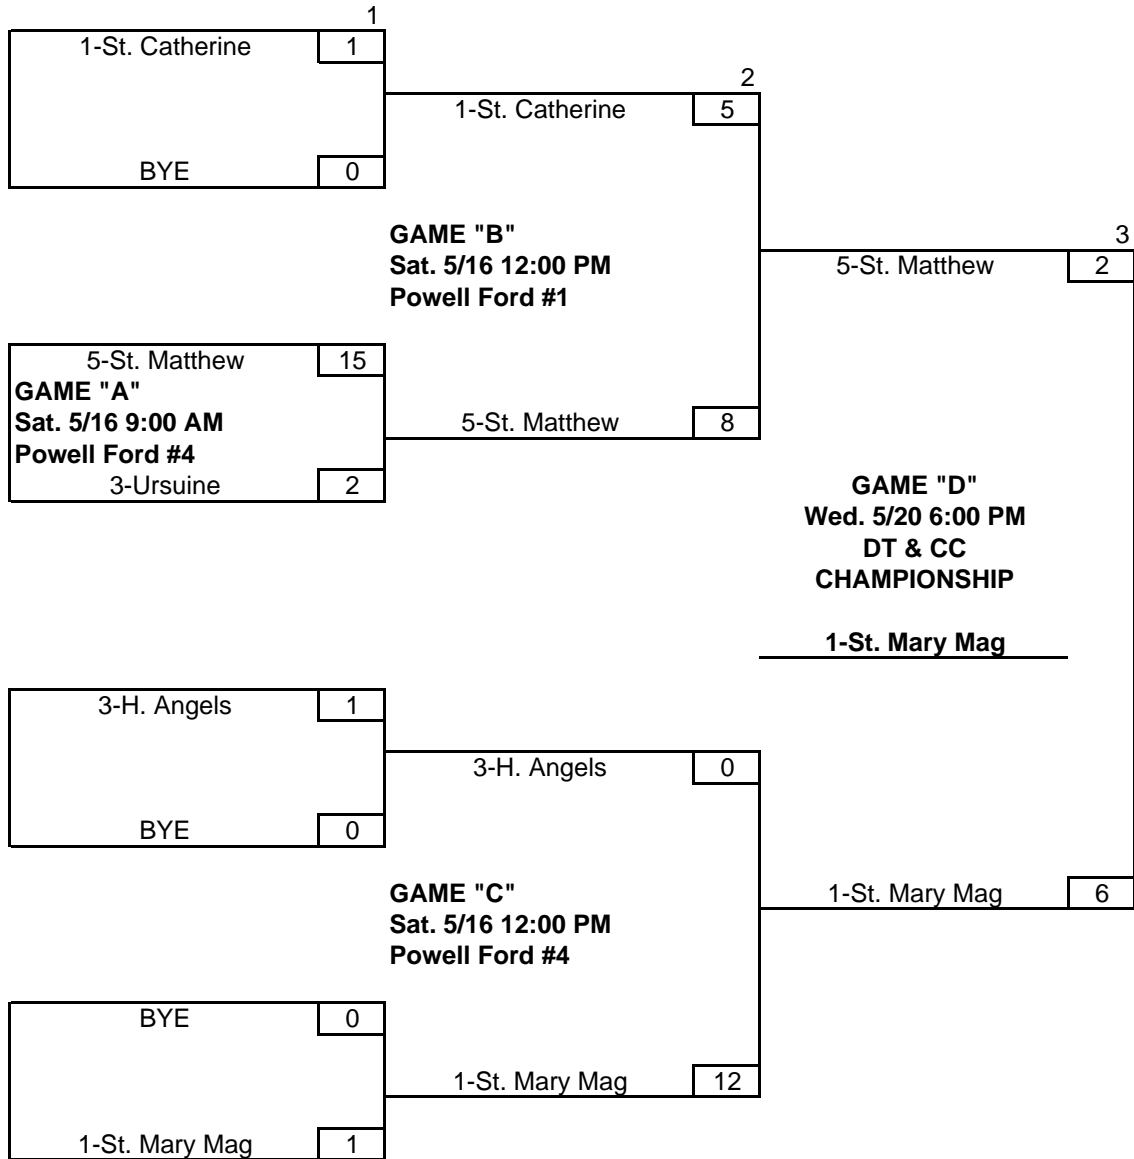 1
1-St. Catherine 1
2
1-St. Catherine 5
BYE 0
GAME "B"
Sat. 5/16 12:00 PM
Powell Ford #1
3
5-St. Matthew 2
5-St. Matthew 15
GAME "A"
Sat. 5/16 9:00 AM
Powell Ford #4
3-Ursuine 2
5-St. Matthew 8
GAME "D"
Wed. 5/20 6:00 PM
DT & CC
CHAMPIONSHIP
1-St. Mary Mag
3-H. Angels 1
3-H. Angels 0
BYE 0
GAME "C"
Sat. 5/16 12:00 PM
Powell Ford #4
1-St. Mary Mag 6
BYE 0
1-St. Mary Mag 12
1-St. Mary Mag 1